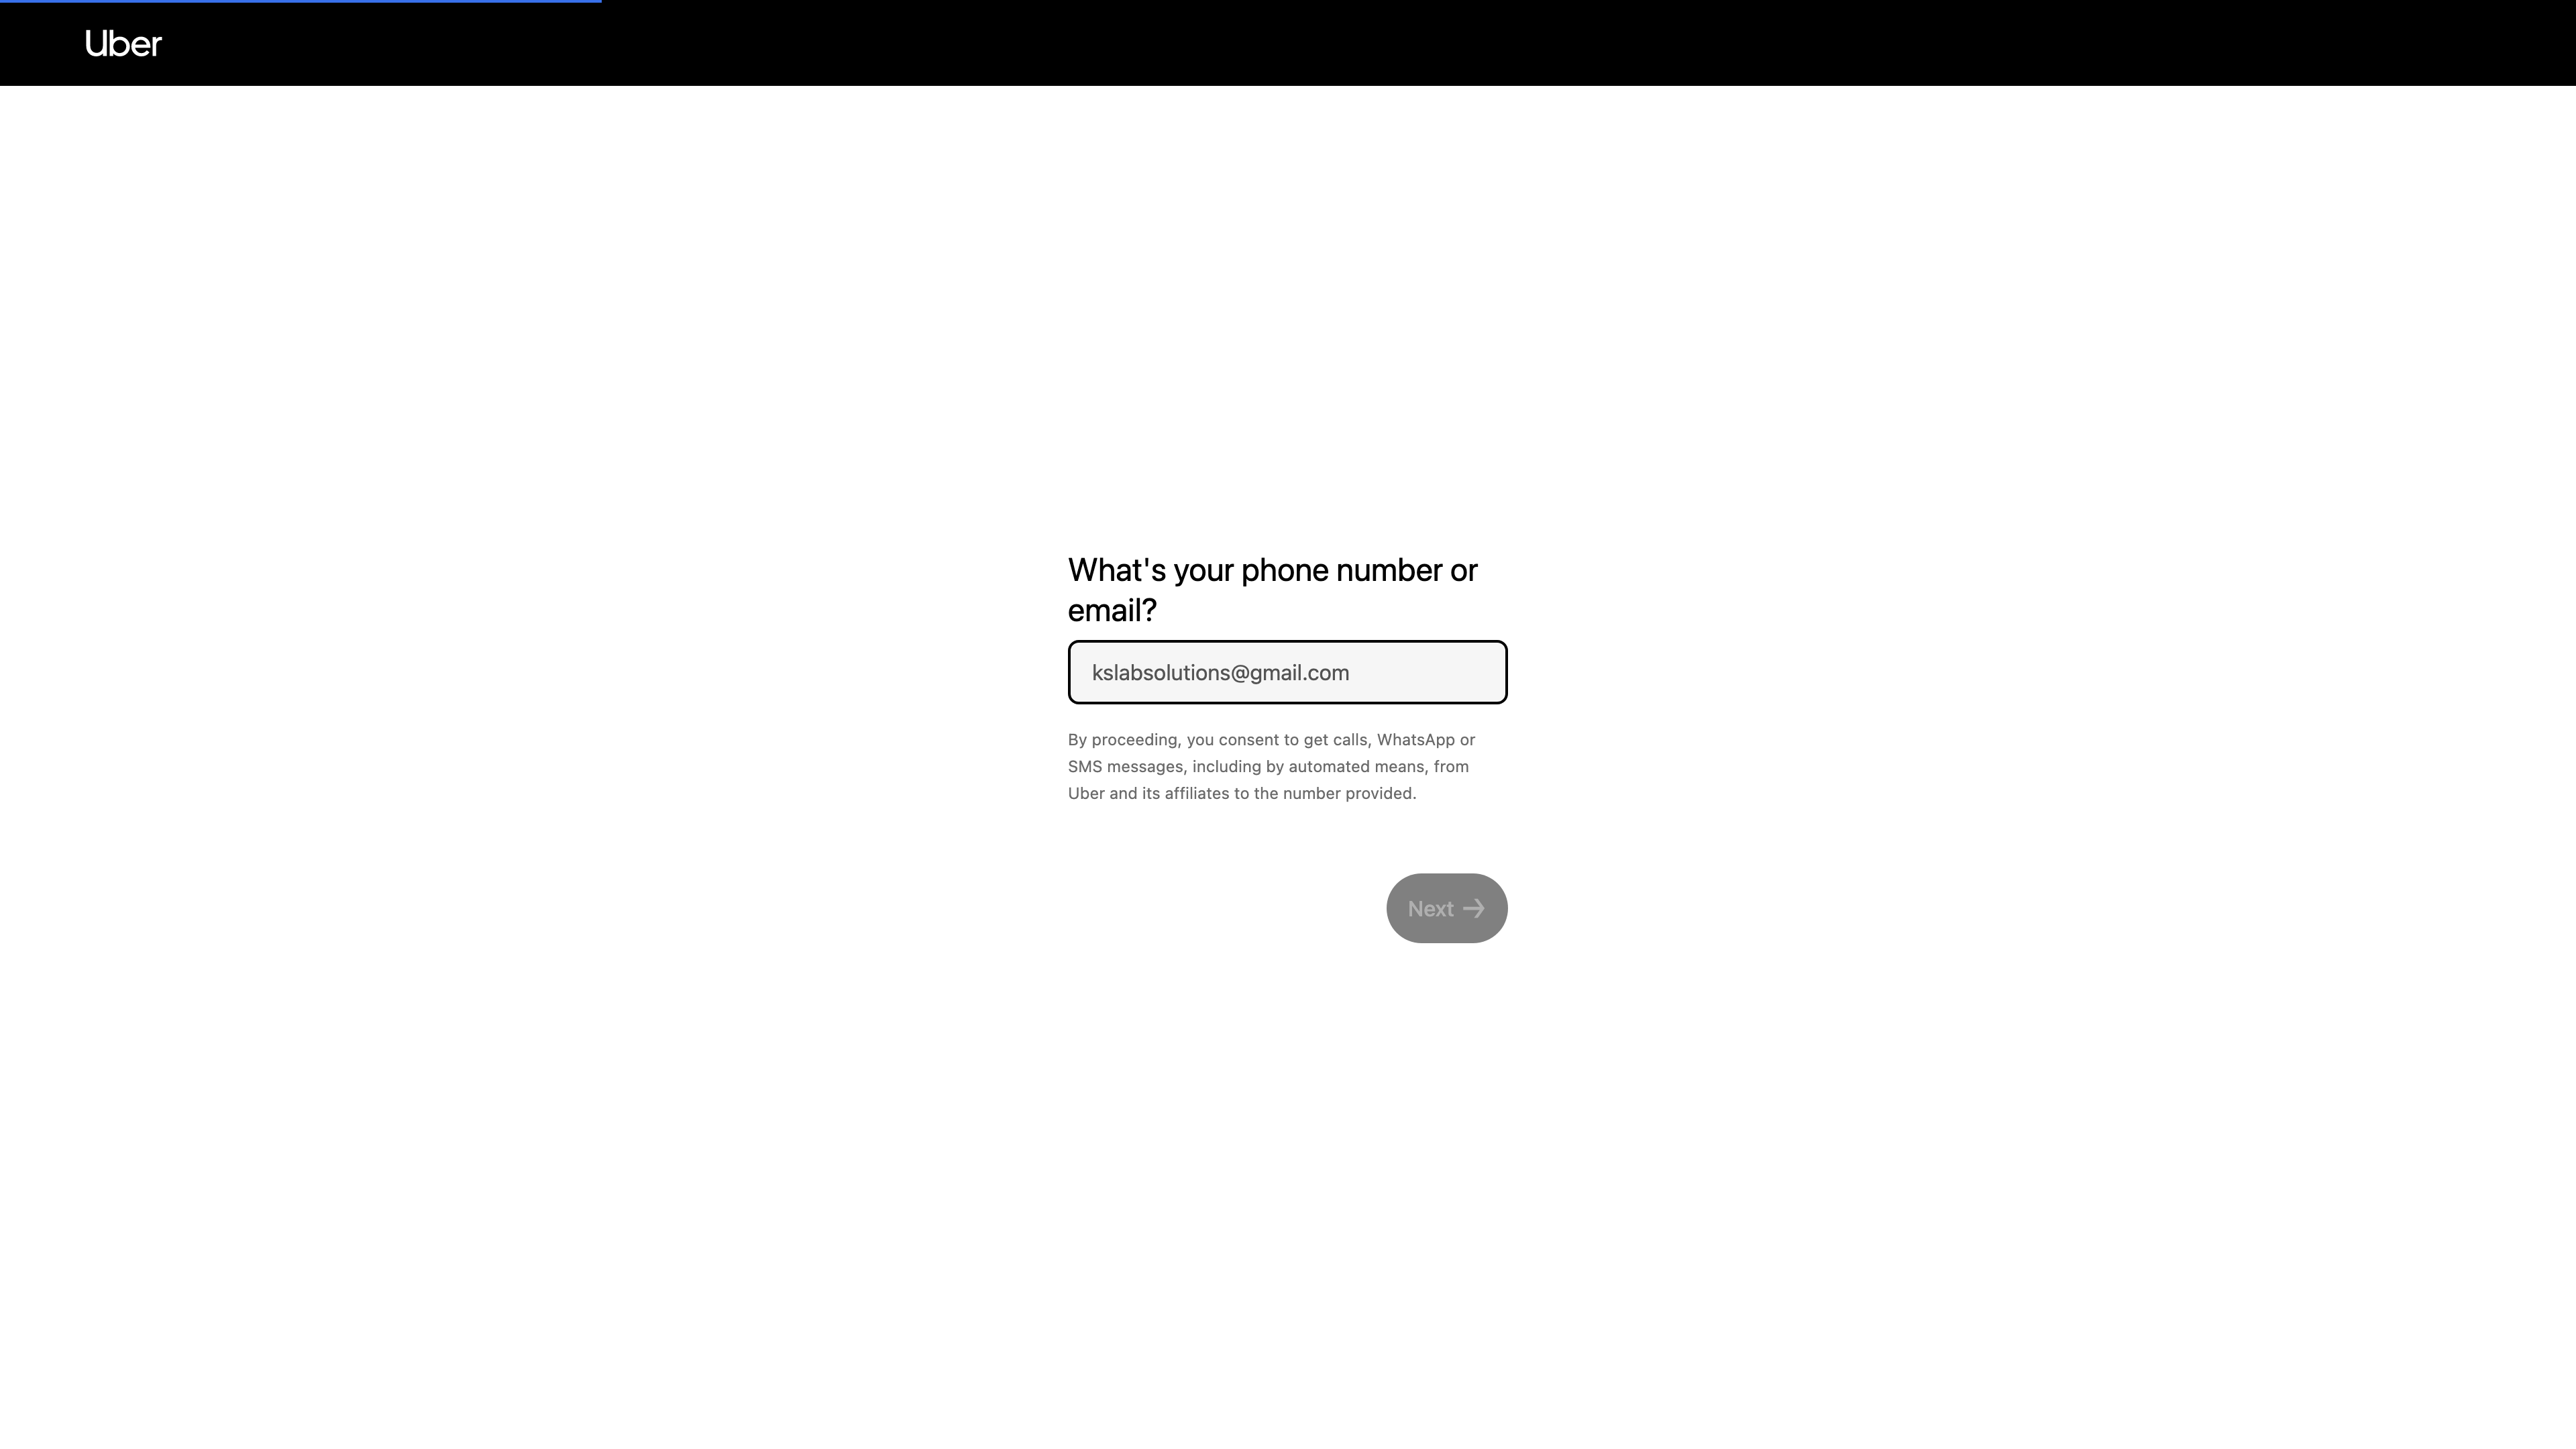 Uber
What's your phone number or
email?
kslabsolutions@gmail.com
By proceeding, you consent to get calls, WhatsApp or
SMS messages, including by automated means, from
Uber and its affiliates to the number provided.
Next